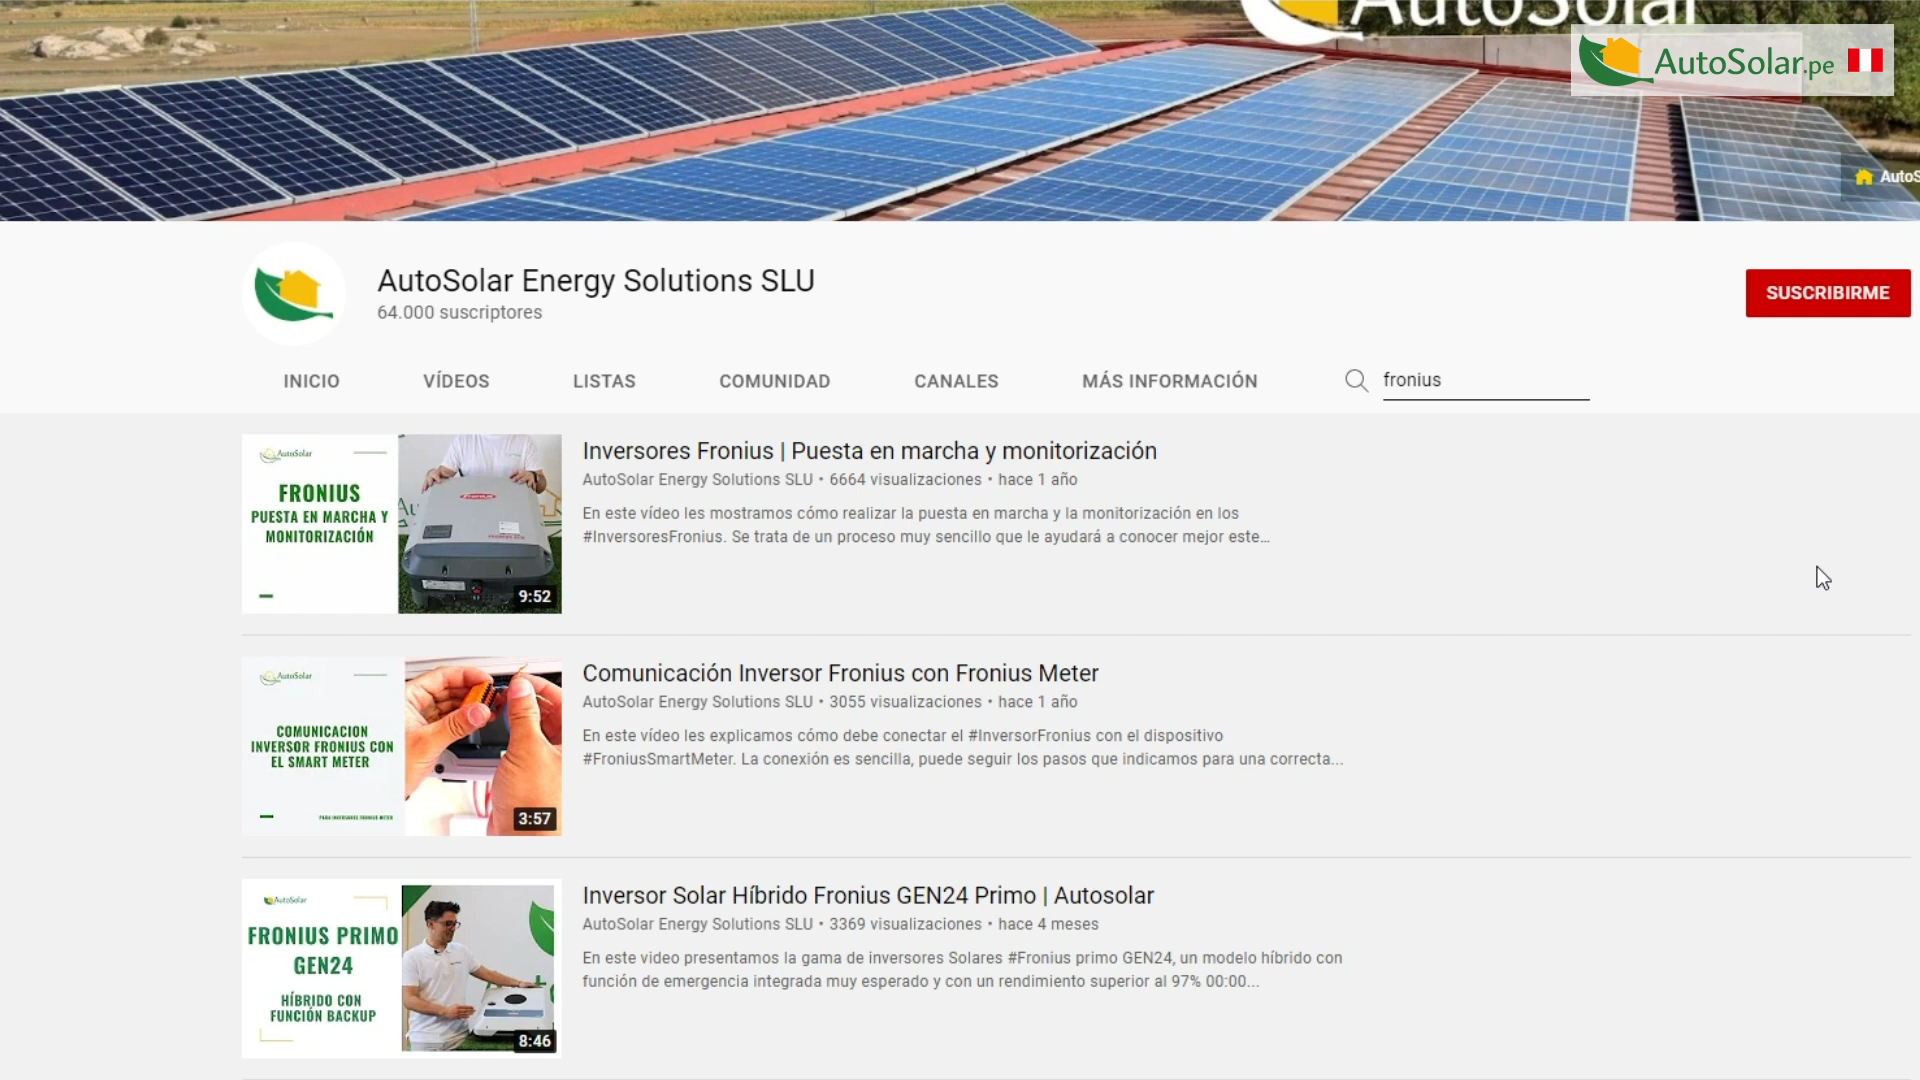 AutoSolar
AutoSolar.pe
SUSCRIBIRME
AutoSolar Energy Solutions SLU
64.000 suscriptores
INICIO
VÍDEOS
LISTAS
COMUNIDAD
CANALES
MÁS INFORMACIÓN
fronius
AutoSolar
FRONIUS
PUESTA EN MARCHA Y
MONITORIZACIÓN
9:52
Inversores Fronius | Puesta en marcha y monitorización
AutoSolar Energy Solutions SLU • 6664 visualizaciones • hace 1 año
En este vídeo les mostramos cómo realizar la puesta en marcha y la monitorización en los
#InversoresFronius. Se trata de un proceso muy sencillo que le ayudará a conocer mejor este...
AutoSolar
COMUNICACION
INVERSOR FRONIUS CON
EL SMART METER
PARA INVERSORES FRONIUS METER
3:57
Comunicación Inversor Fronius con Fronius Meter
AutoSolar Energy Solutions SLU • 3055 visualizaciones • hace 1 año
En este vídeo les explicamos cómo debe conectar el #InversorFronius con el dispositivo
#FroniusSmartMeter. La conexión es sencilla, puede seguir los pasos que indicamos para una correcta...
AutoSolar
FRONIUS PRIMO
GEN24
HÍBRIDO CON
FUNCIÓN BACKUP
8:46
Inversor Solar Híbrido Fronius GEN24 Primo | Autosolar
AutoSolar Energy Solutions SLU • 3369 visualizaciones • hace 4 meses
En este video presentamos la gama de inversores Solares #Fronius primo GEN24, un modelo híbrido con
función de emergencia integrada muy esperado y con un rendimiento superior al 97% 00:00...